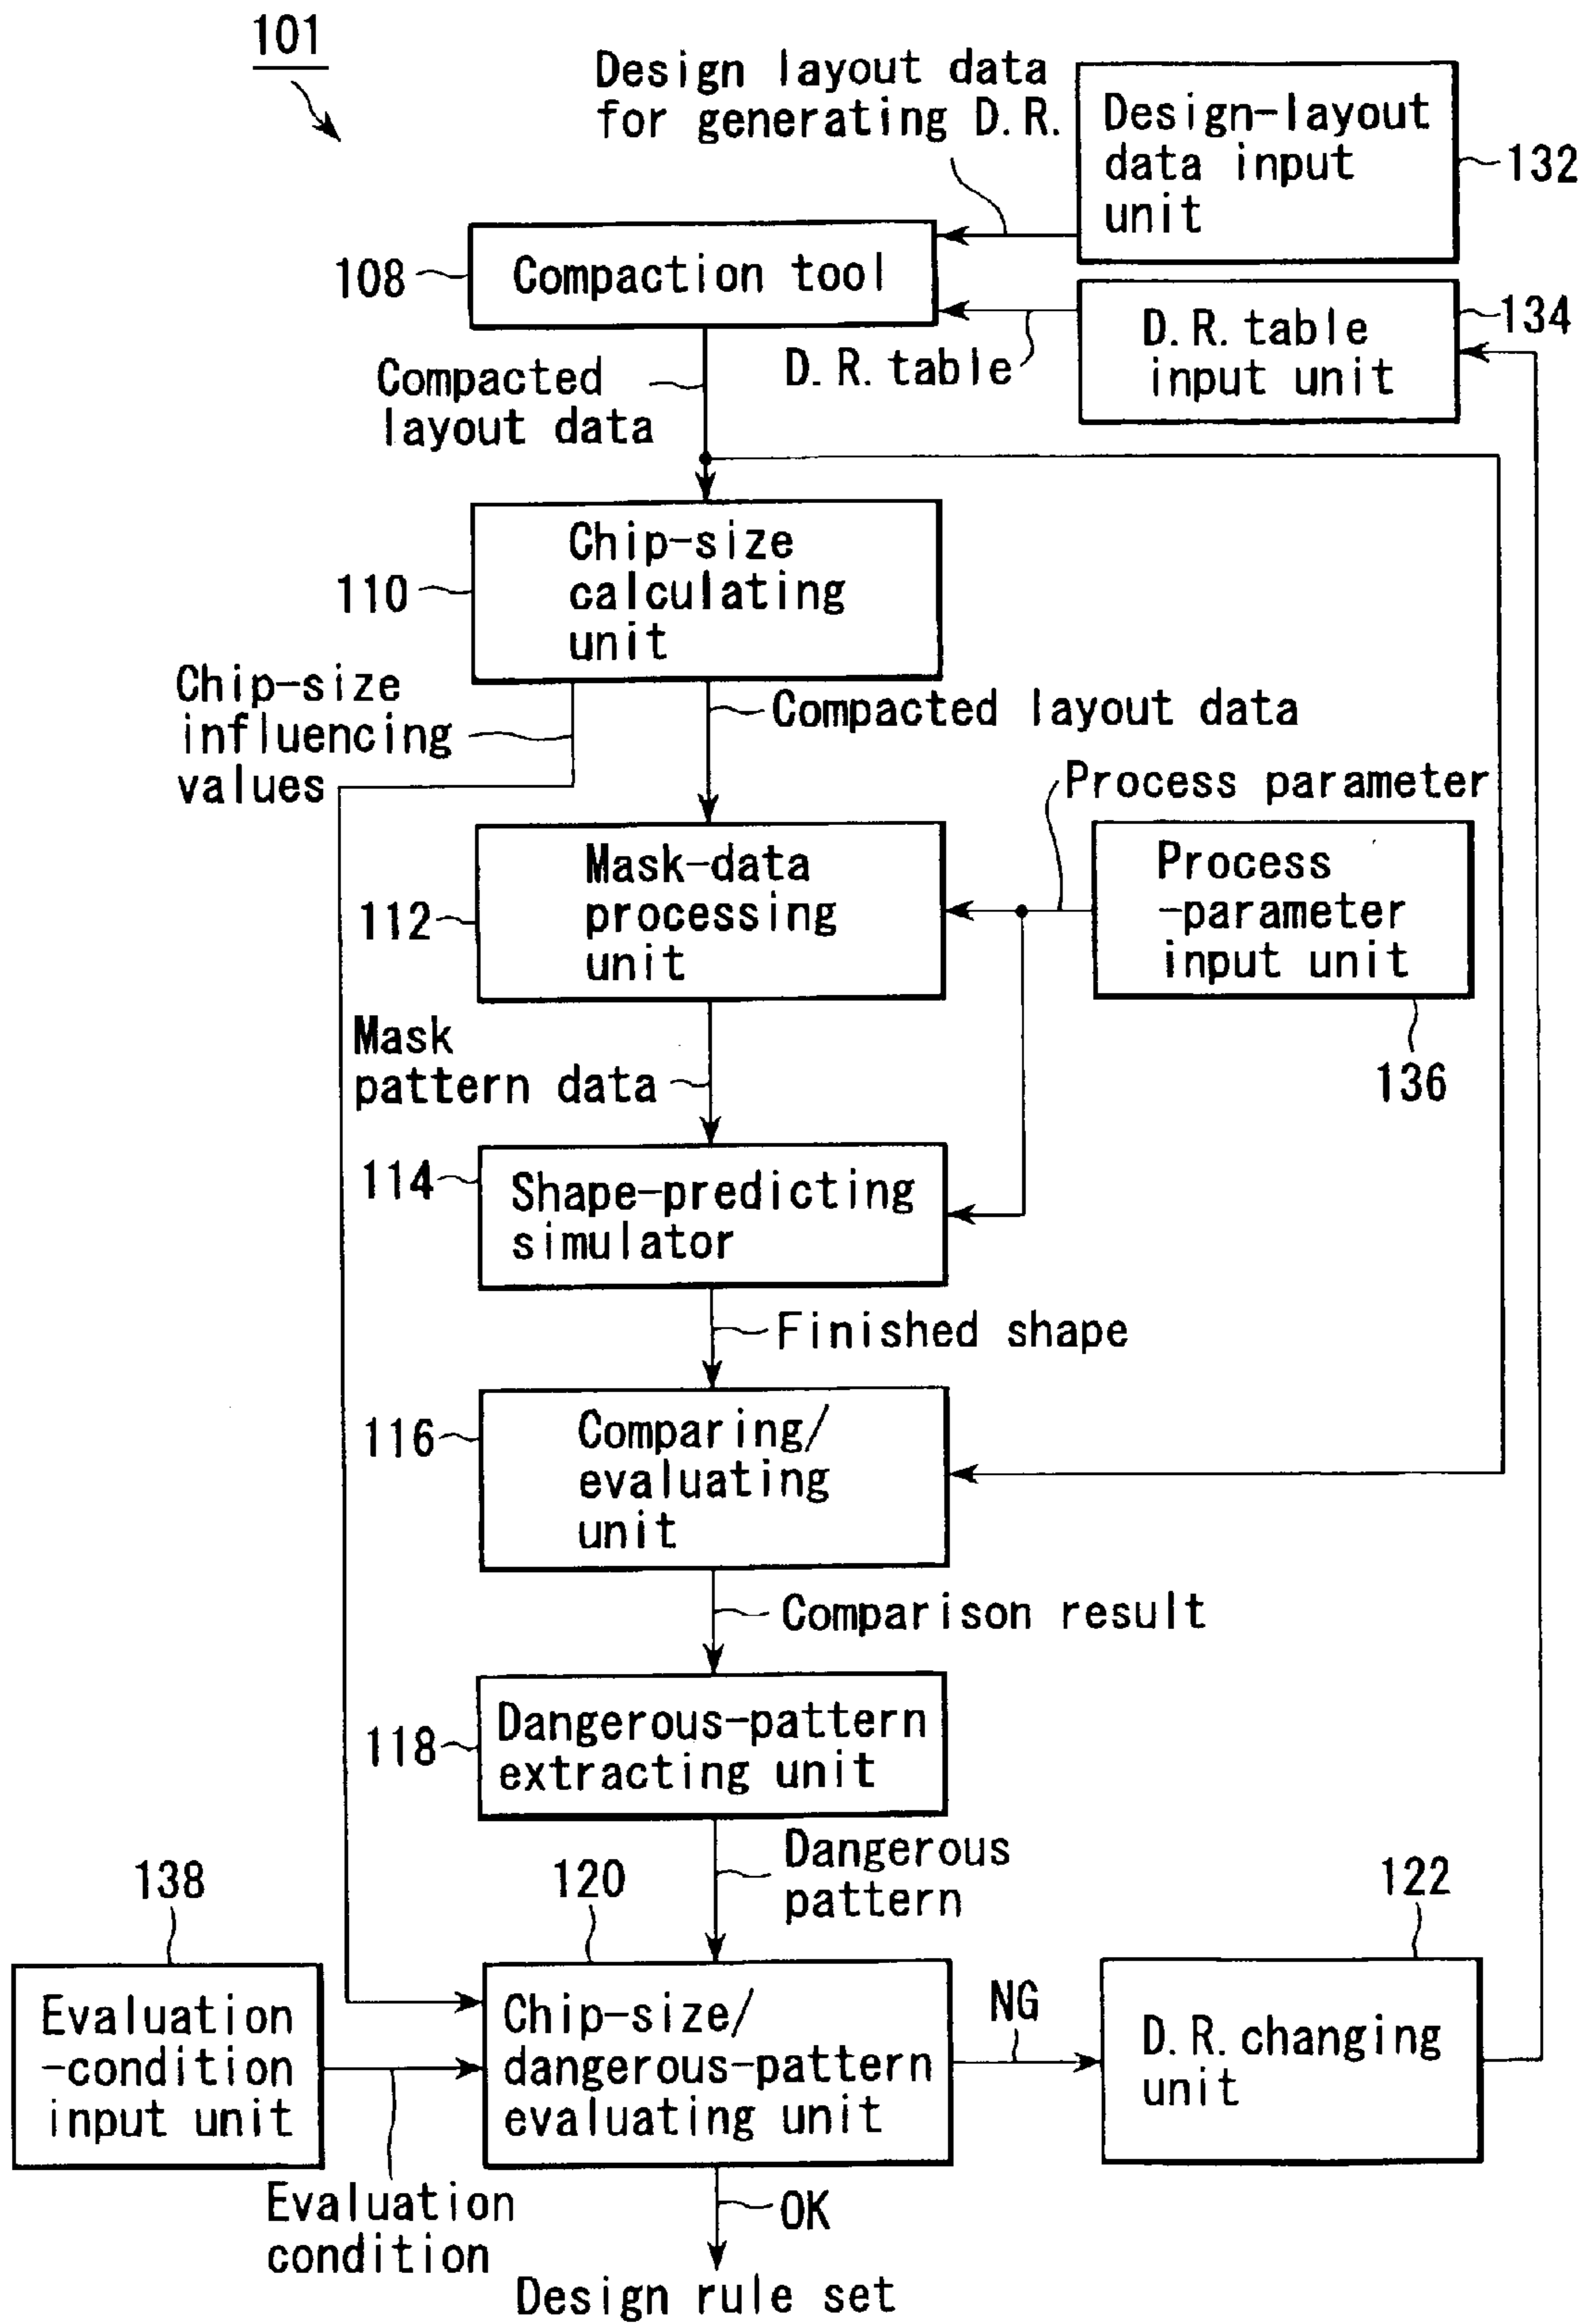 101
Design layout data
for generating D.R.
Design-layout
data input
unit
132
108
Compaction tool
D.R. table
134
D.R. table
input unit
Compacted
layout data
110
Chip-size
calculating
unit
Chip-size
influencing
values
Compacted layout data
Process parameter
112
Mask-data
processing
unit
Process
-parameter
input unit
136
Mask
pattern data
114
Shape-predicting
simulator
Finished shape
116
Comparing/
evaluating
unit
Comparison result
118
Dangerous-pattern
extracting unit
Dangerous
pattern
138
Evaluation
-condition
input unit
Evaluation
condition
120
Chip-size/
dangerous-pattern
evaluating unit
NG
122
D.R. changing
unit
OK
Design rule set